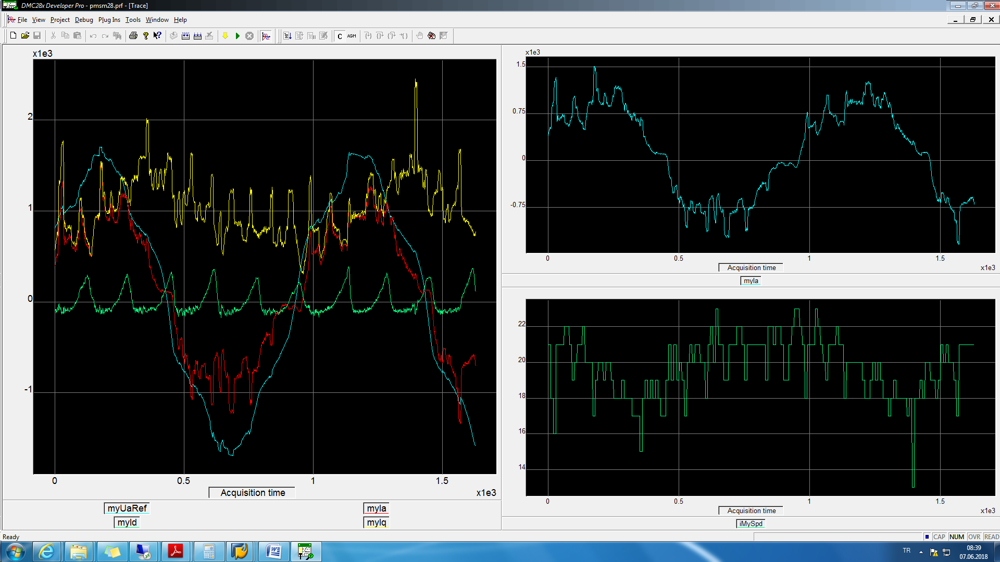 DMC28x Developer Pro - pmsm28.prf - [Trace]
File View Project Debug Plug Ins Tools Window Help
C ASM
x1e3
2
1
0
-1
0 0.5 1 1.5
Acquisition time
x1e3
myUaRef
myIa
myId
myIq
x1e3
1.5
0.75
0
-0.75
0 0.5 1 1.5
Acquisition time
x1e3
myIa
22
20
18
16
14
0 0.5 1 1.5
Acquisition time
x1e3
iMySpd
Ready
CAP NUM OVR READ
TR
08:39
07.06.2018